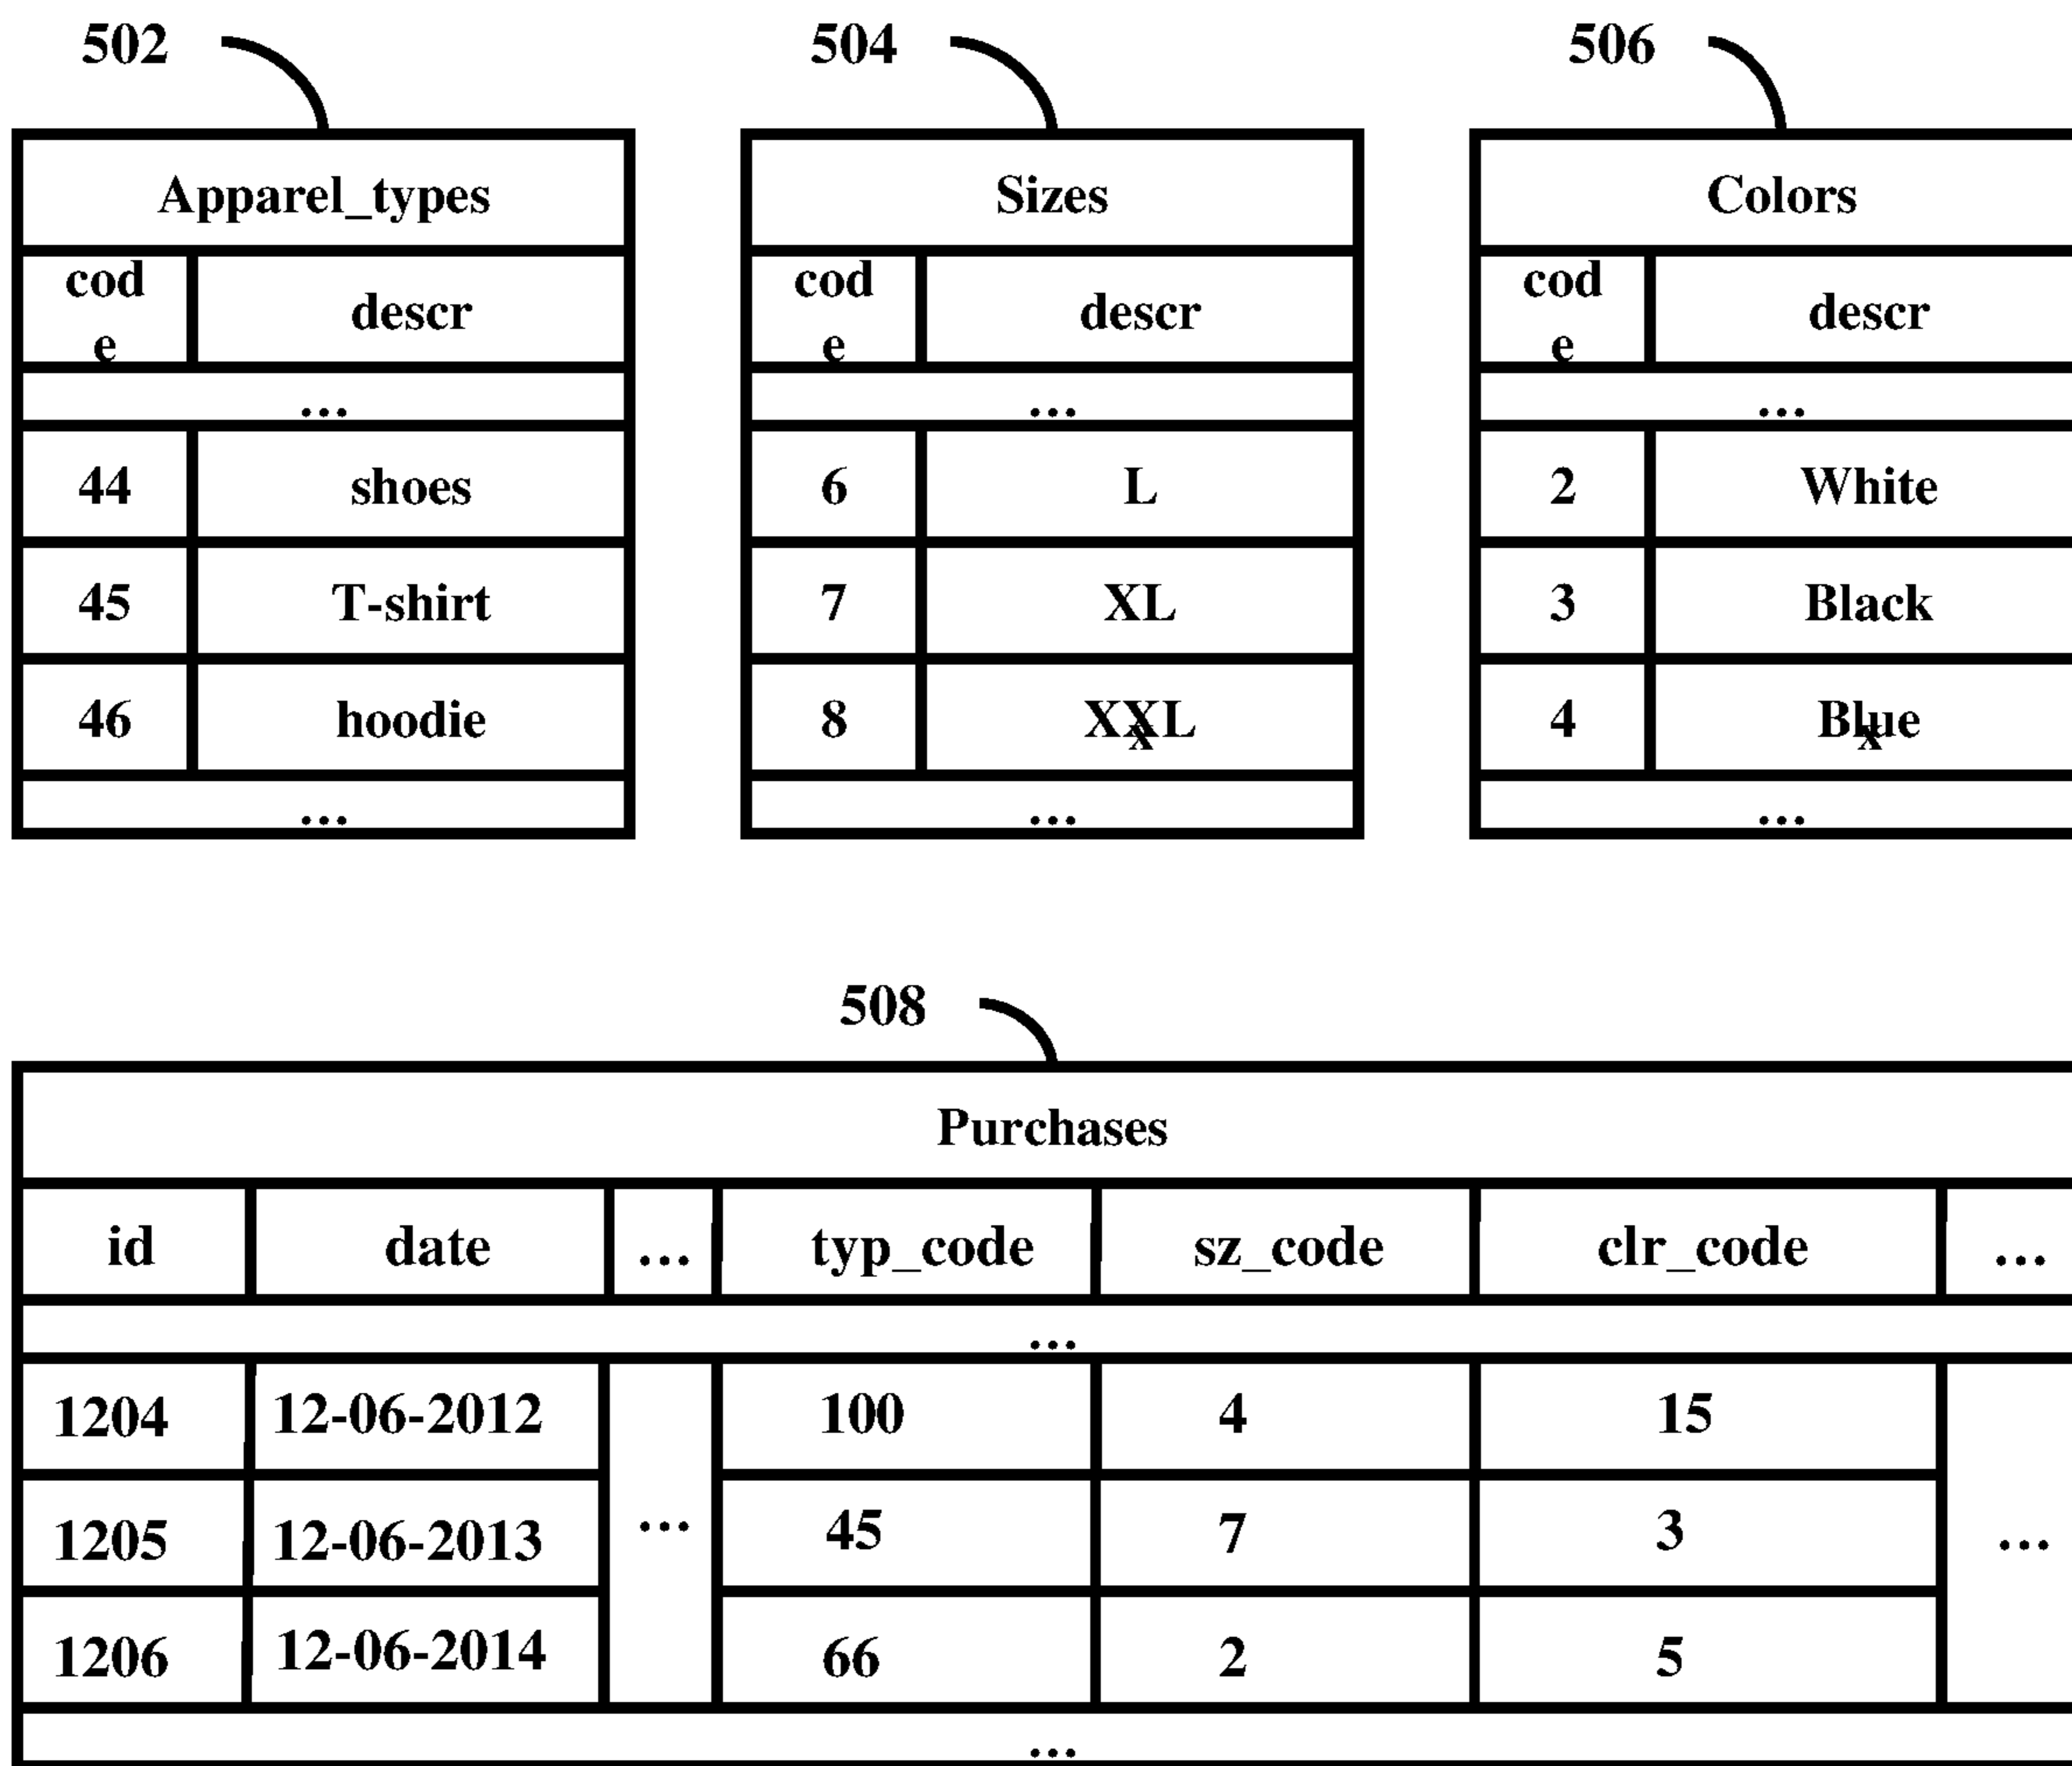 502 504 506
Apparel_types Sizes Colors
cod
e descr cod
e descr cod
e descr
... ... ...
44 shoes 6 L 2 White
45 T-shirt 7 XL 3 Black
46 hoodie 8 XXL 4 Blue
x x
... ... ...
508
Purchases
id date ... typ_code sz_code clr_code ...
...
1204 12-06-2012 100 4 15
1205 12-06-2013 ... 45 7 3 ...
1206 12-06-2014 66 2 5
...